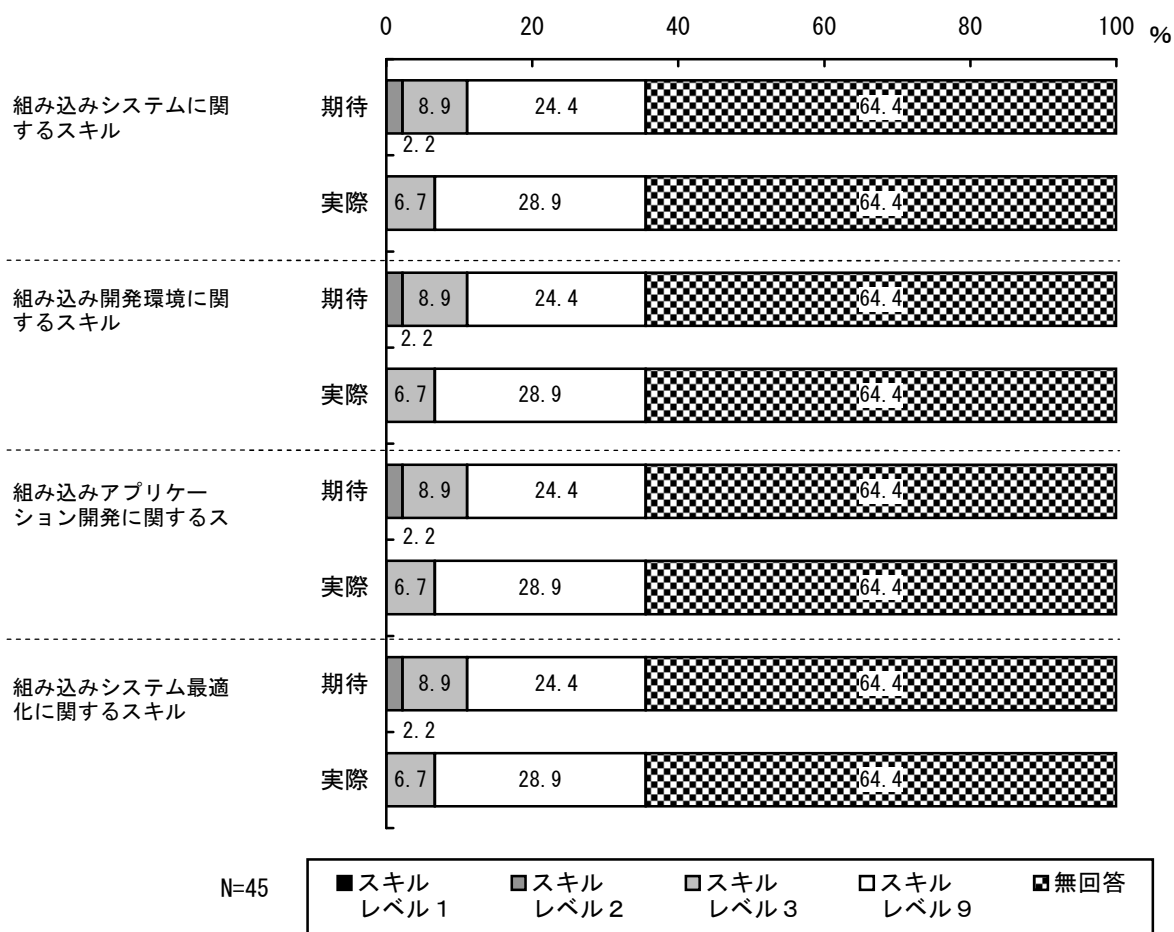 0 20 40 60 80 100 %
組み込みシステムに関
するスキル
期待 8.9 24.4 64.4
2.2
実際 6.7 28.9 64.4
組み込み開発環境に関
するスキル
期待 8.9 24.4 64.4
2.2
実際 6.7 28.9 64.4
組み込みアプリケー
ション開発に関するス
期待 8.9 24.4 64.4
2.2
実際 6.7 28.9 64.4
組み込みシステム最適
化に関するスキル
期待 8.9 24.4 64.4
2.2
実際 6.7 28.9 64.4
N=45
スキル
レベル1
スキル
レベル2
スキル
レベル3
スキル
レベル9
無回答